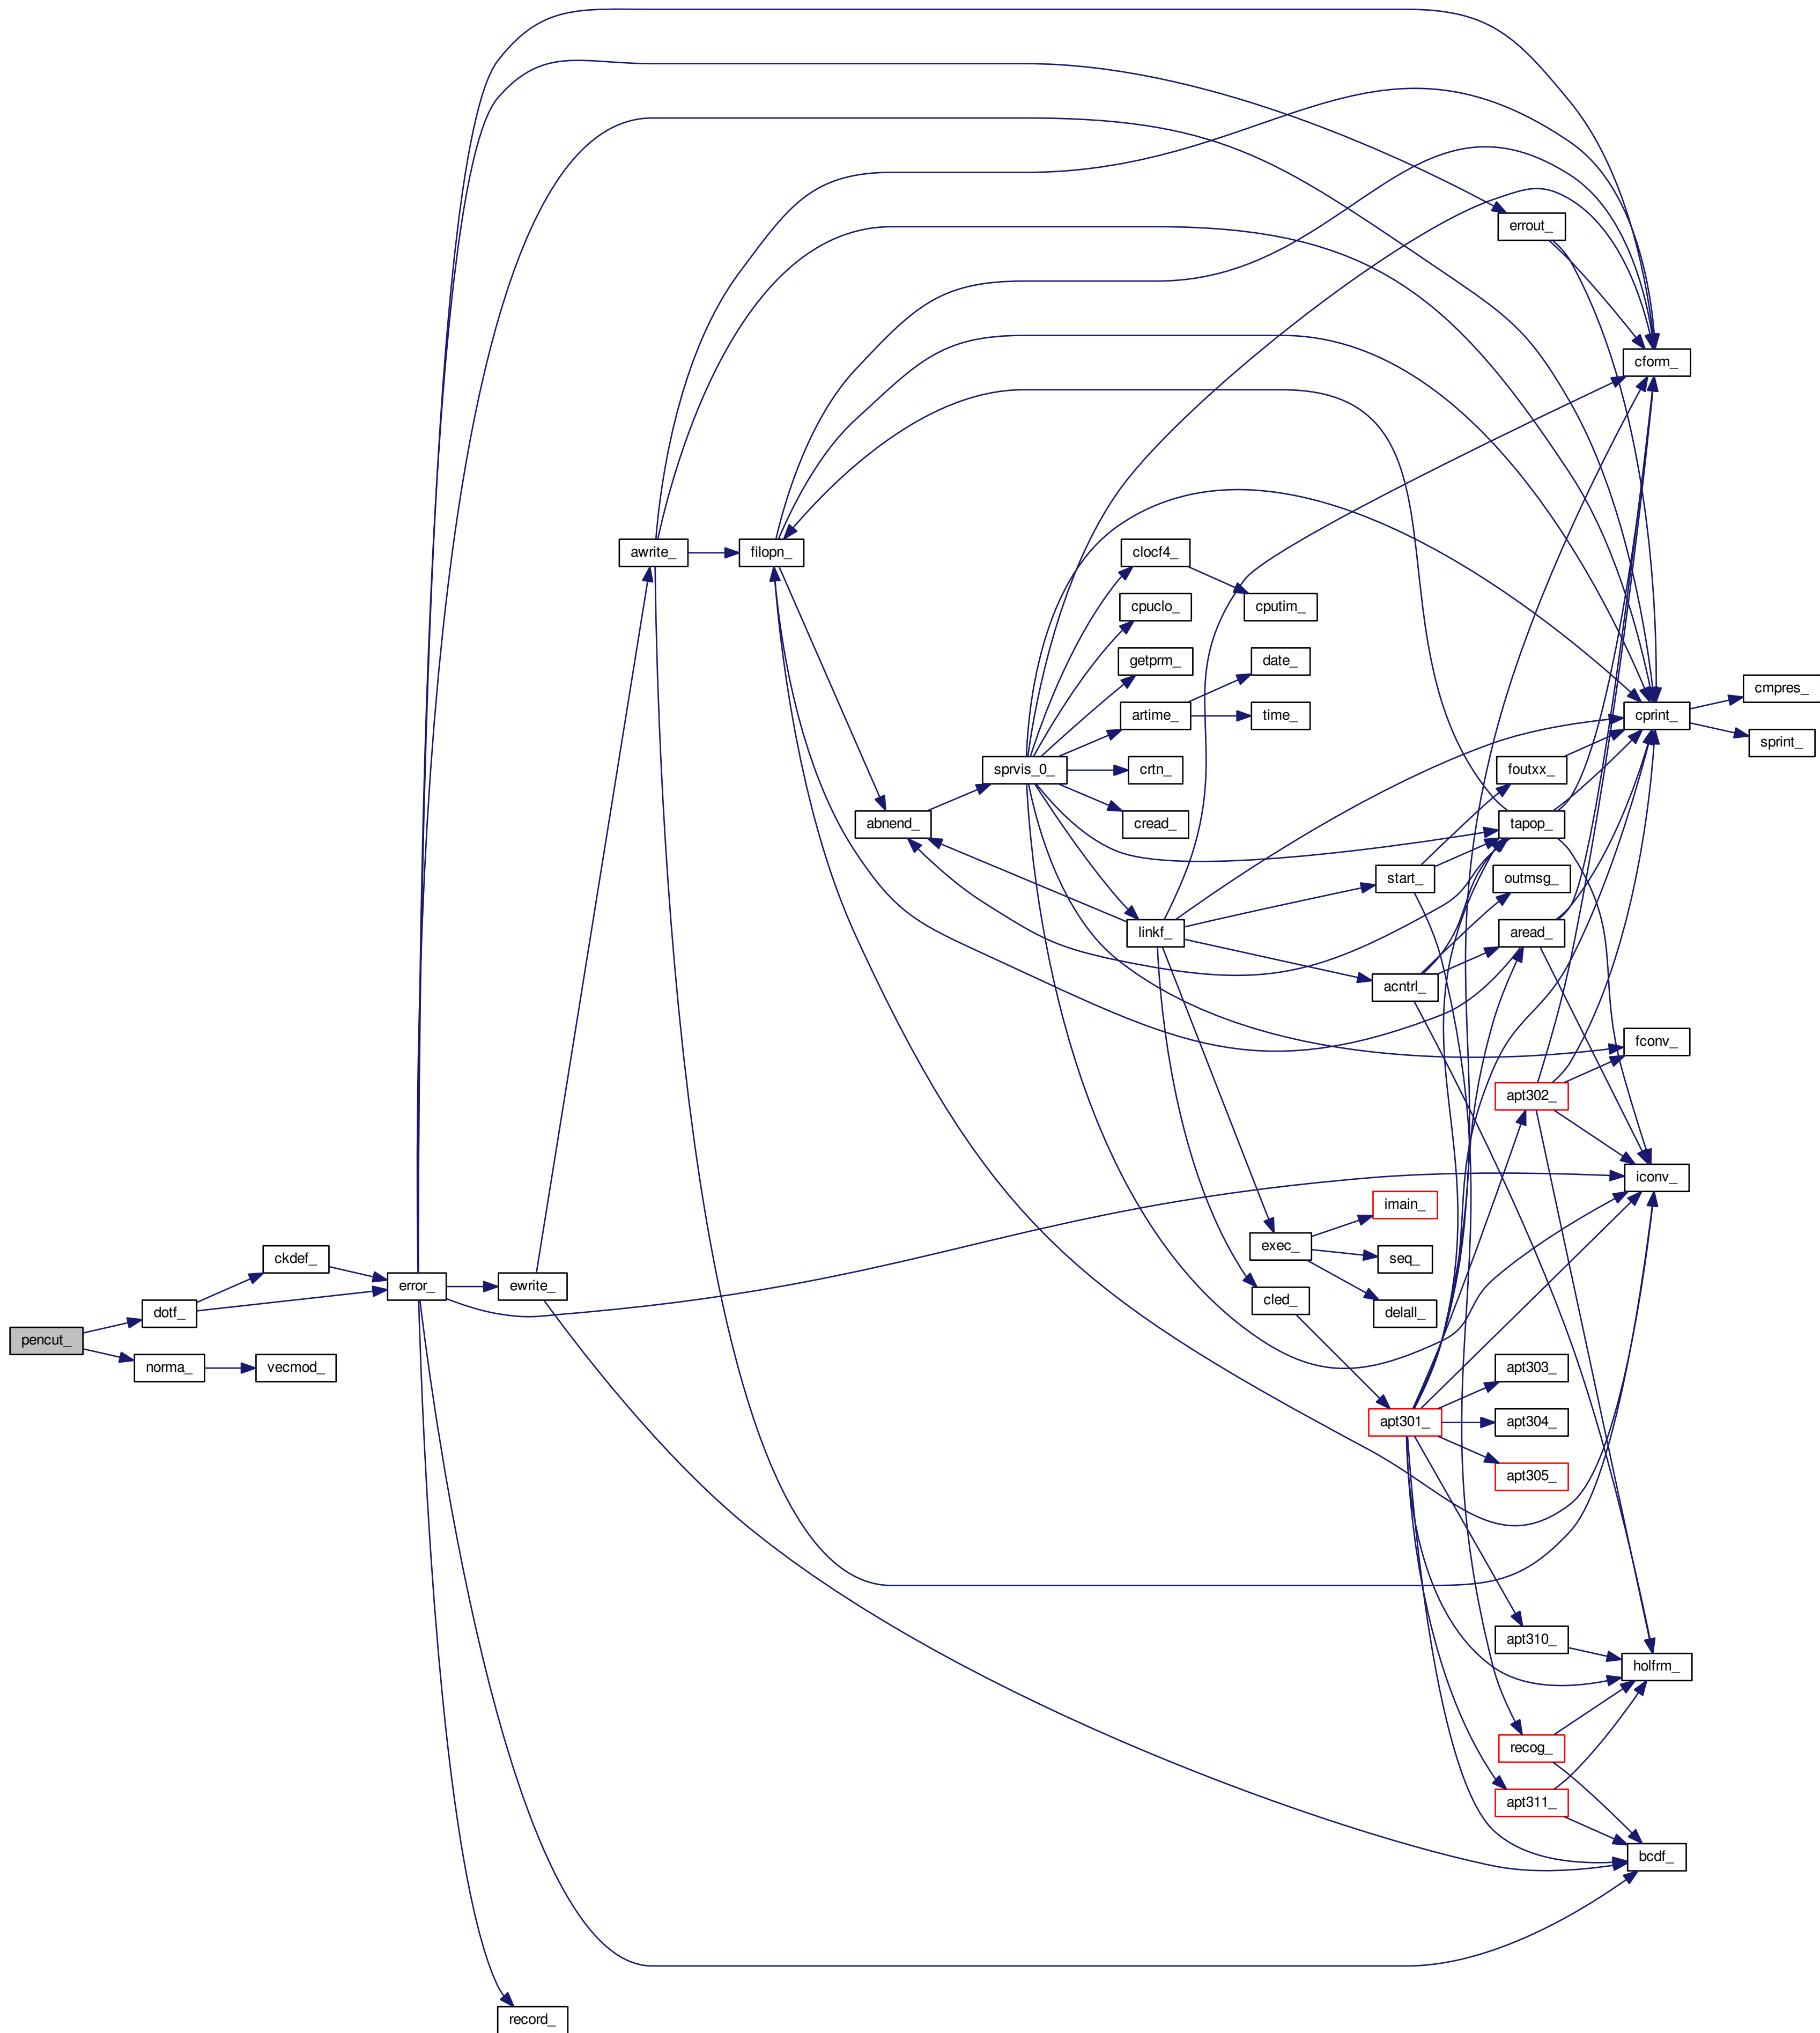 errout_
cform_
awrite_
filopn_
clocf4_
cpuclo_
cputim_
getprm_
date_
artime_
time_
cmpres_
cprint_
sprint_
sprvis_0_
crtn_
foutxx_
abnend_
cread_
tapop_
start_
outmsg_
linkf_
aread_
acntrl_
fconv_
apt302_
iconv_
imain_
exec_
seq_
ckdef_
error_
ewrite_
cled_
delall_
dotf_
pencut_
norma_
vecmod_
apt303_
apt301_
apt304_
apt305_
apt310_
holfrm_
recog_
apt311_
bcdf_
record_